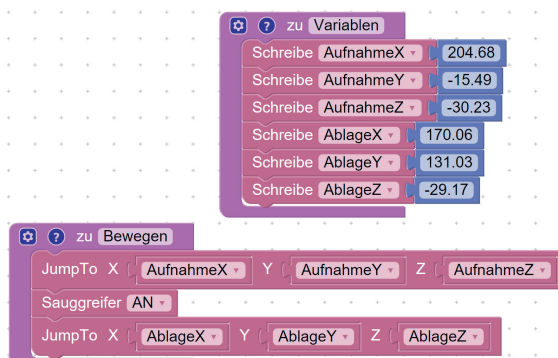 zu Variablen
Schreibe AufnahmeX 204.68
Schreibe AufnahmeY -15.49
Schreibe AufnahmeZ -30.23
Schreibe AblageX 170.06
Schreibe AblageY 131.03
Schreibe AblageZ -29.17
zu Bewegen
JumpTo X AufnahmeX Y AufnahmeY Z AufnahmeZ
Sauggreifer AN
JumpTo X AblageX Y AblageY Z AblageZ